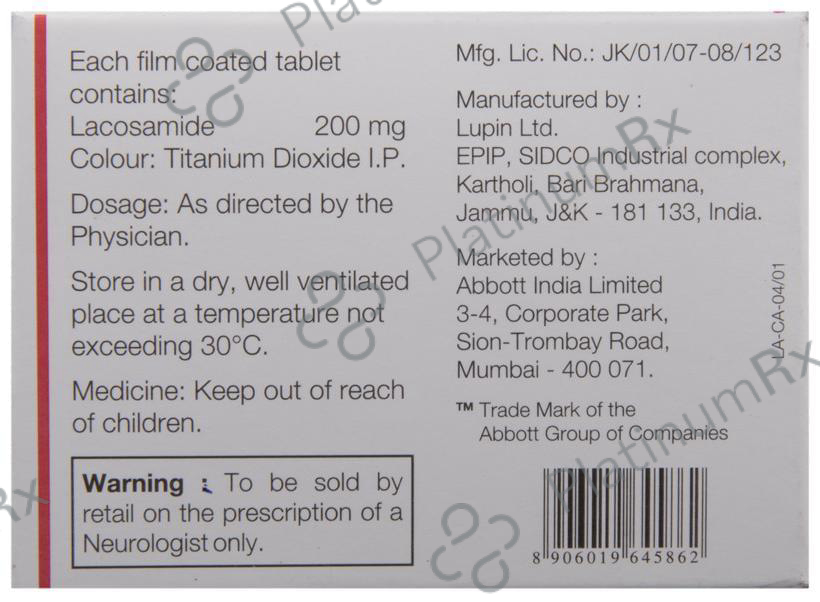 Each film coated tablet
contains:
Lacosamide 200 mg
Colour: Titanium Dioxide I.P.
Dosage: As directed by the
Physician.
Store in a dry, well ventilated
place at a temperature not
exceeding 30°C.
Medicine: Keep out of reach
of children.
Warning : To be sold by
retail on the prescription of a
Neurologist only.
Mfg. Lic. No.: JK/01/07-08/123
Manufactured by :
Lupin Ltd.
EPIP, SIDCO Industrial complex,
Kartholi, Bari Brahmana,
Jammu, J&K - 181 133, India.
Marketed by :
Abbott India Limited
3-4, Corporate Park,
Sion-Trombay Road,
Mumbai - 400 071.
™ Trade Mark of the
Abbott Group of Companies
8 906019 645862
LA-CA-04/01
PlatinumRx
PlatinumRx
PlatinumRx
Rx